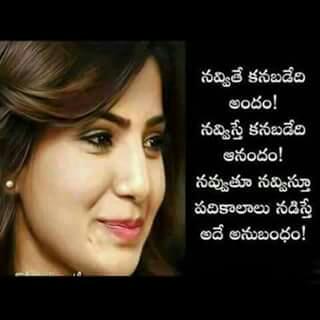 నవ్వితే కనబడేది
అందం!
నవ్విస్తే కనబడేది
ఆనందం!
నవ్వుతూ నవ్విస్తూ
పదికాలాలు నడిస్తే
అదే అనుబంధం!